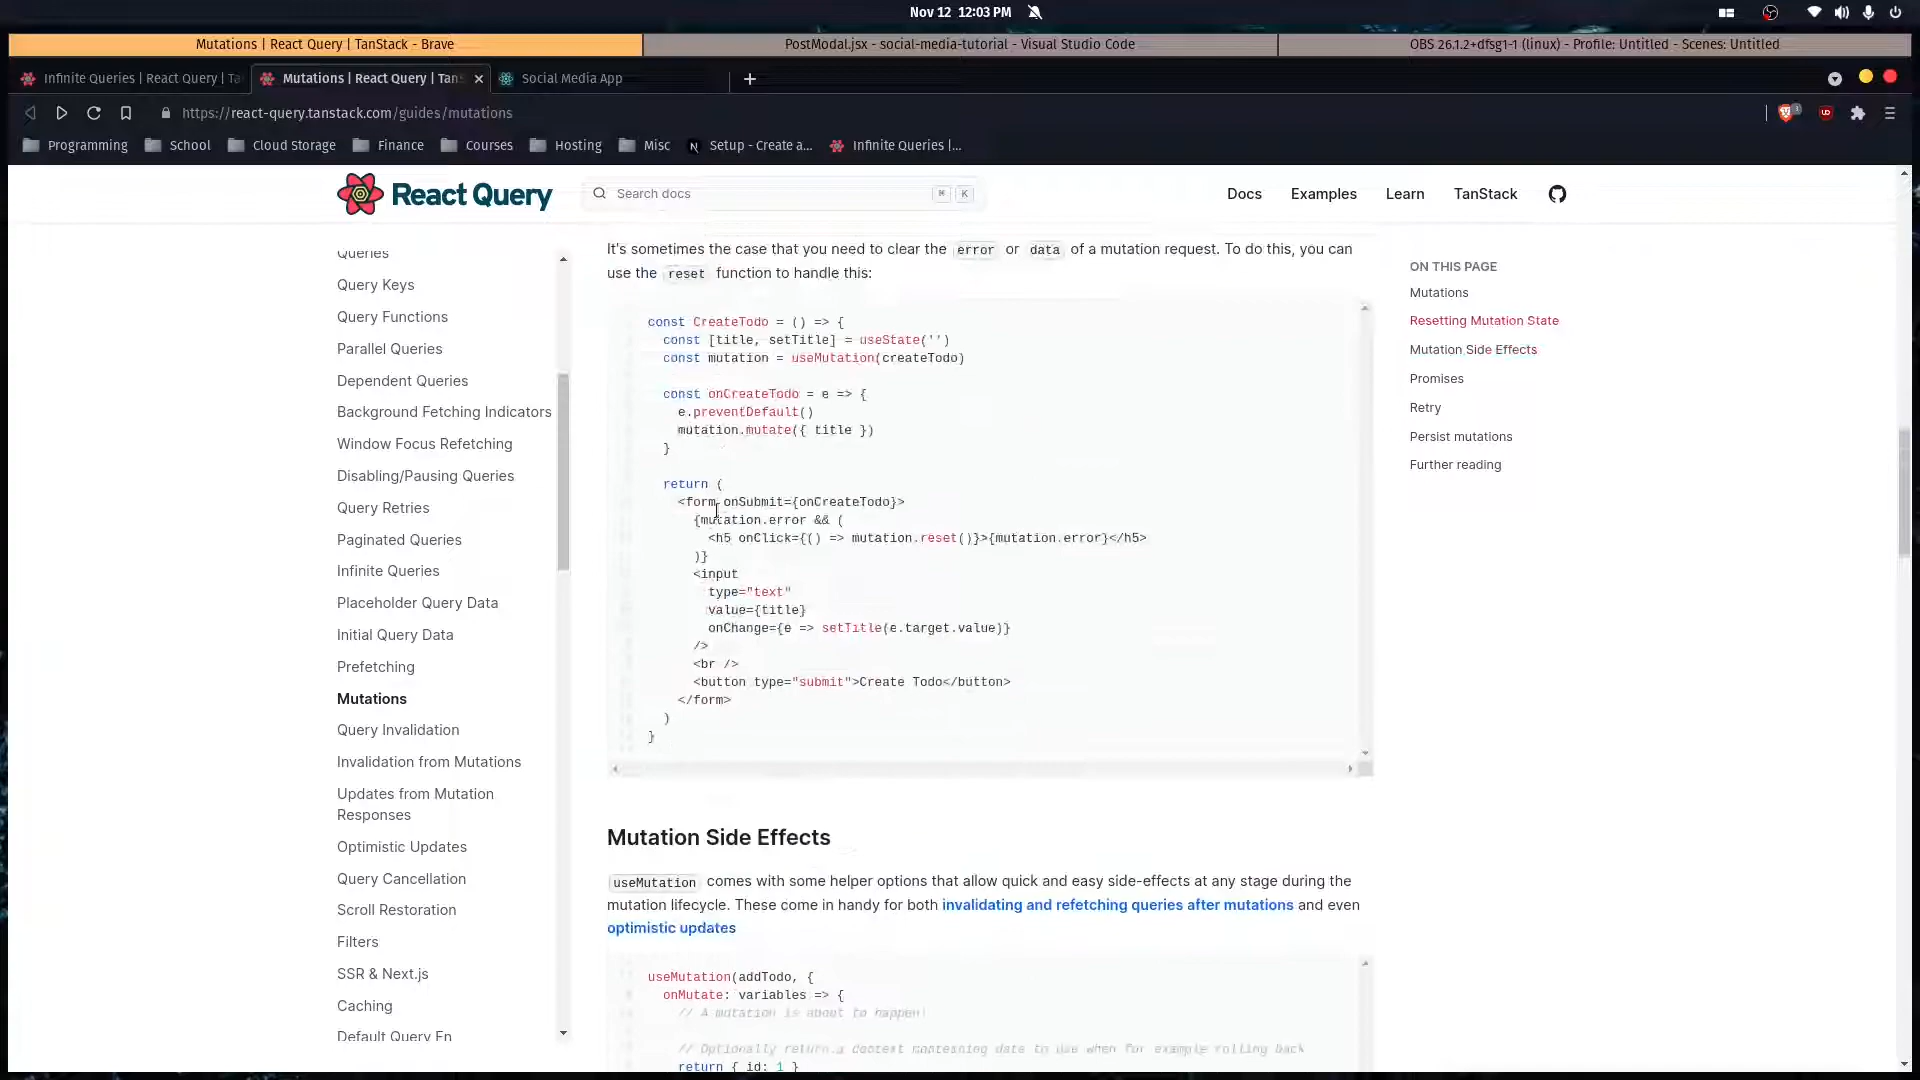 Nov 12 12:03 PM
Mutations | React Query | TanStack - Brave
PostModal.jsx - social-media-tutorial - Visual Studio Code
OBS 26.1.2+dfsg1-1 (linux) - Profile: Untitled - Scenes: Untitled
Infinite Queries | React Query | Ta
Mutations | React Query | Tan
Social Media App
https://react-query.tanstack.com/guides/mutations
Programming
School
Cloud Storage
Finance
Courses
Hosting
Misc
Setup - Create a...
Infinite Queries |...
React Query
Search docs
⌘ K
Docs
Examples
Learn
TanStack
Queries
Query Keys
Query Functions
Parallel Queries
Dependent Queries
Background Fetching Indicators
Window Focus Refetching
Disabling/Pausing Queries
Query Retries
Paginated Queries
Infinite Queries
Placeholder Query Data
Initial Query Data
Prefetching
Mutations
Query Invalidation
Invalidation from Mutations
Updates from Mutation
Responses
Optimistic Updates
Query Cancellation
Scroll Restoration
Filters
SSR & Next.js
Caching
Default Query Fn
It's sometimes the case that you need to clear the error or data of a mutation request. To do this, you can
use the reset function to handle this:
const CreateTodo = () => {
const [title, setTitle] = useState('')
const mutation = useMutation(createTodo)
const onCreateTodo = e => {
e.preventDefault()
mutation.mutate({ title })
}
return (
<form onSubmit={onCreateTodo}>
{mutation.error && (
<h5 onClick={() => mutation.reset()}>{mutation.error}</h5>
)}
<input
type="text"
value={title}
onChange={e => setTitle(e.target.value)}
/>
<br />
<button type="submit">Create Todo</button>
</form>
)
}
Mutation Side Effects
useMutation comes with some helper options that allow quick and easy side-effects at any stage during the
mutation lifecycle. These come in handy for both invalidating and refetching queries after mutations and even
optimistic updates
useMutation(addTodo, {
onMutate: variables => {
// A mutation is about to happen!
// Optionally return a context containing data to use when for example rolling back
return { id: 1 }
ON THIS PAGE
Mutations
Resetting Mutation State
Mutation Side Effects
Promises
Retry
Persist mutations
Further reading